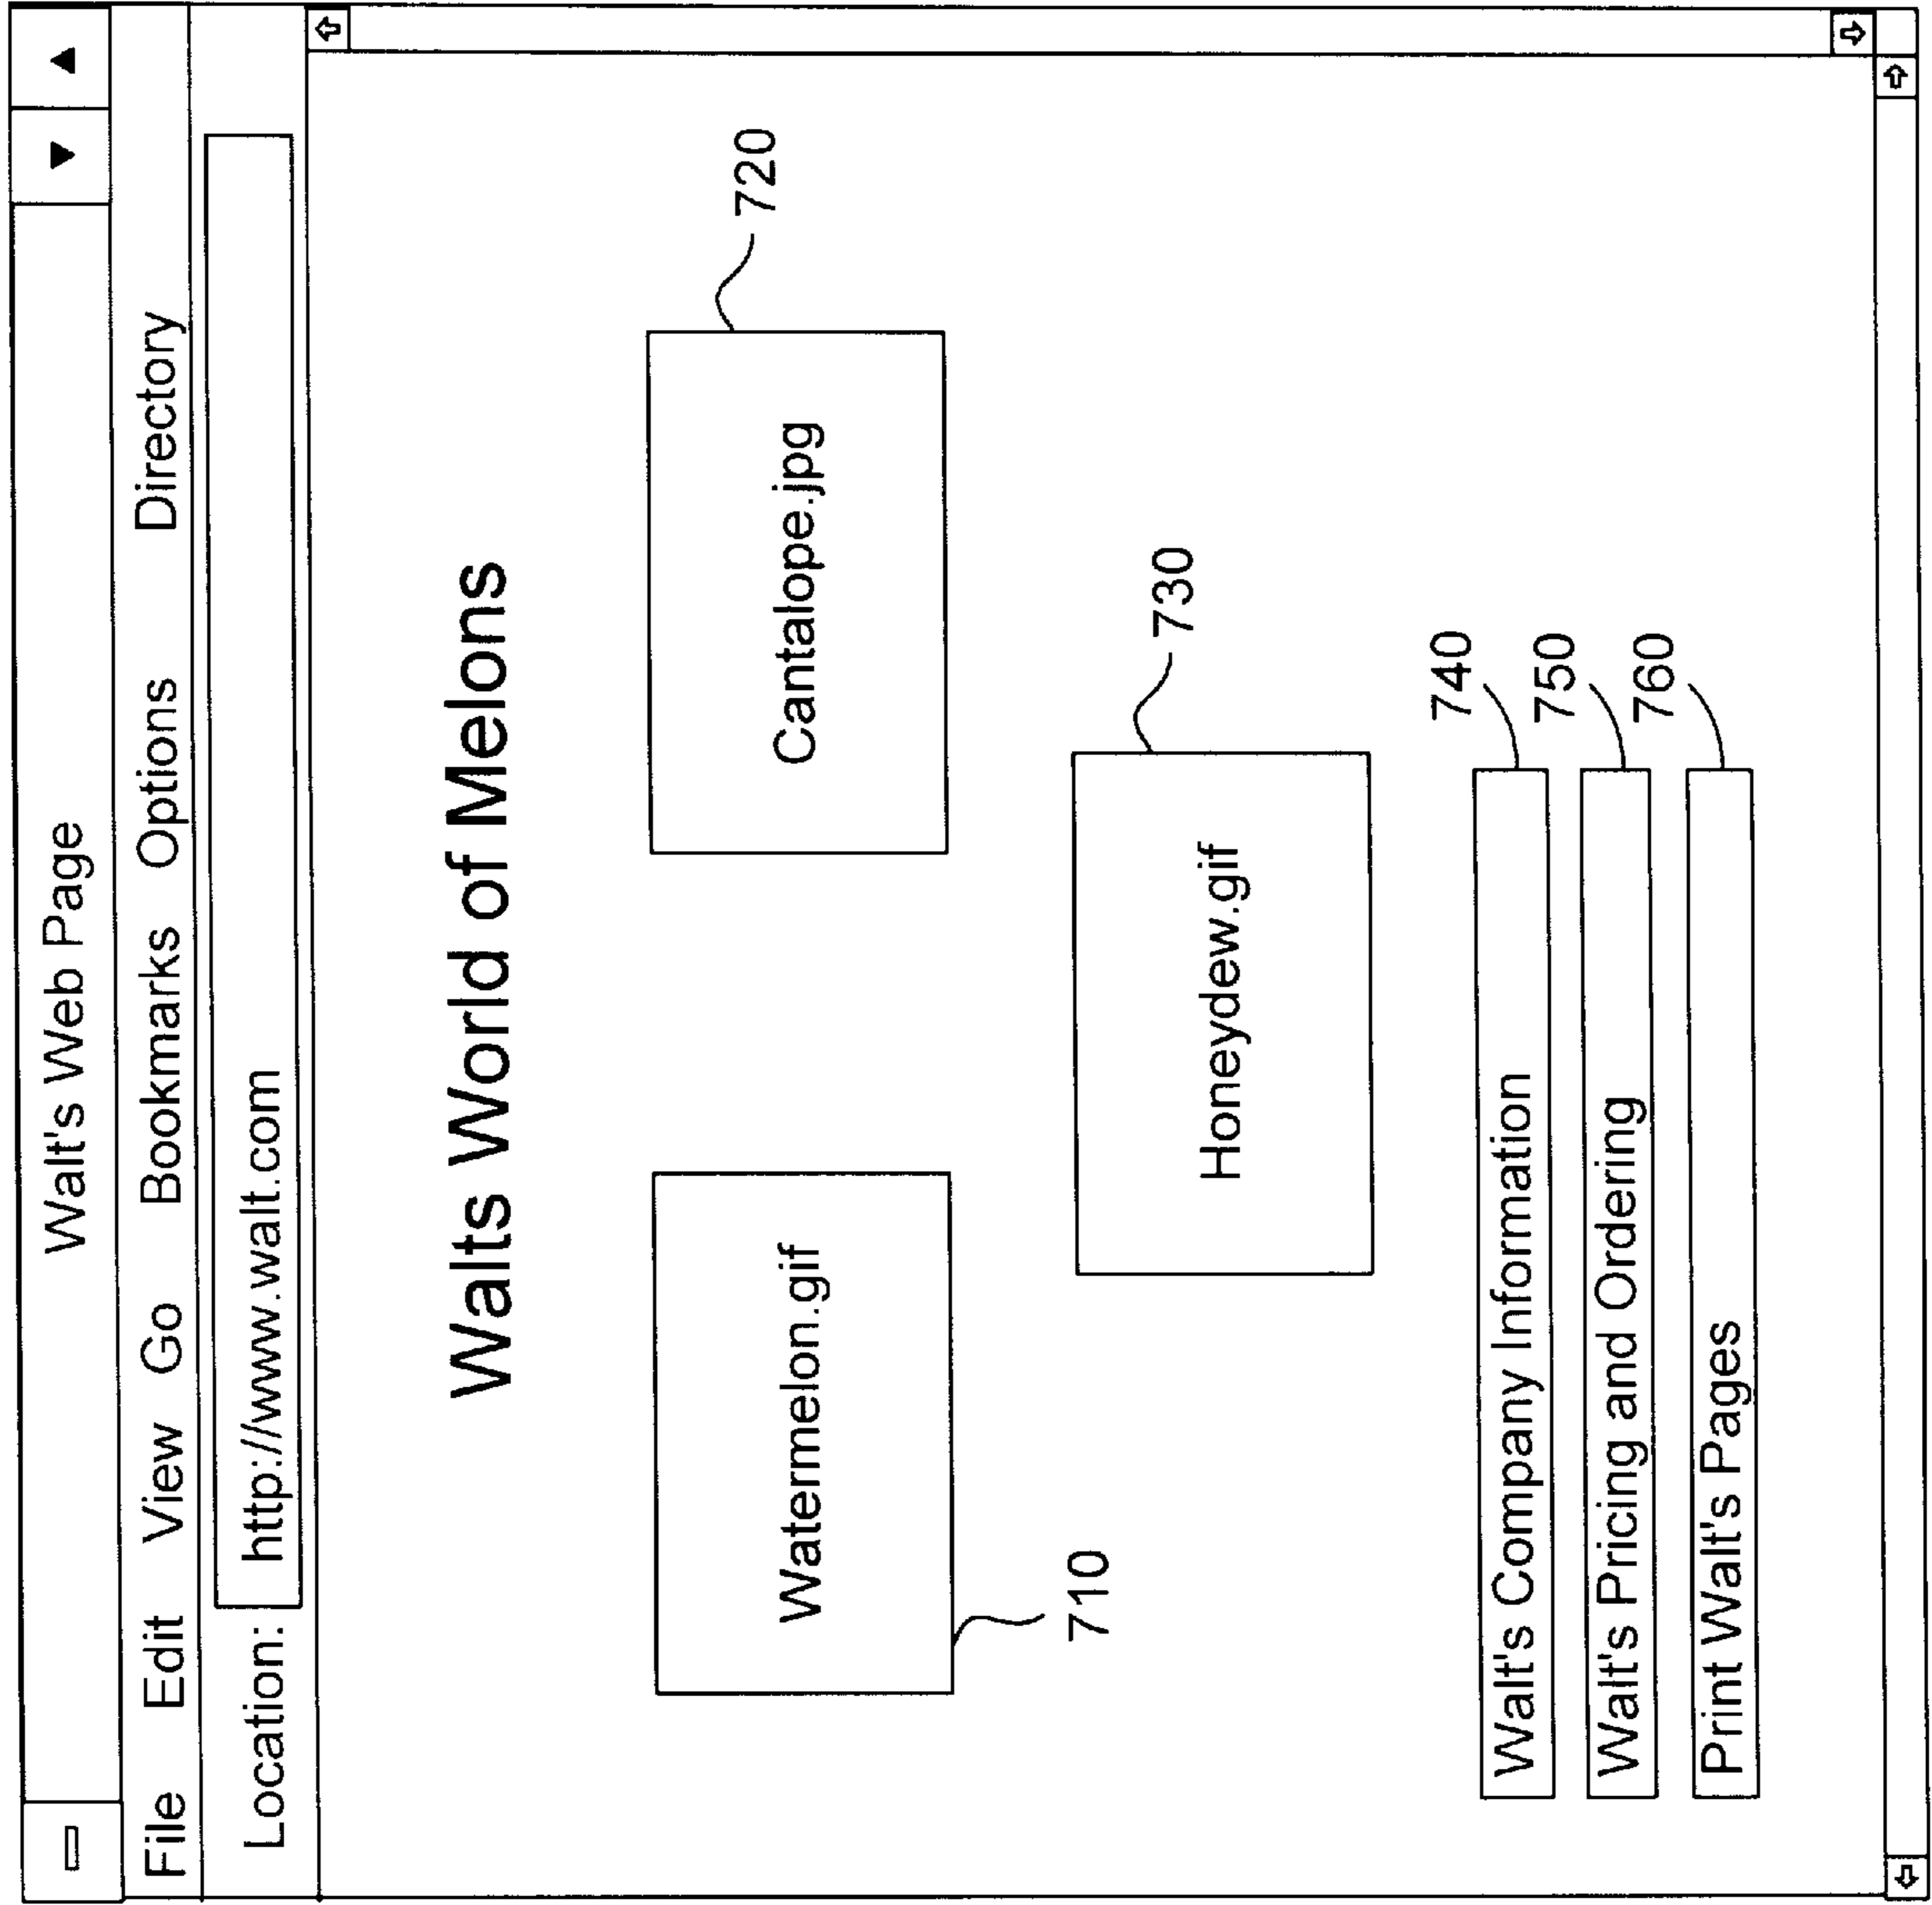 Walt's Web Page
File Edit View Go Bookmarks Options Directory
Location: http://www.walt.com
Walts World of Melons
720
Watermelon.gif Cantalope.jpg
710
730
Honeydew.gif
740
Walt's Company Information
750
Walt's Pricing and Ordering
760
Print Walt's Pages